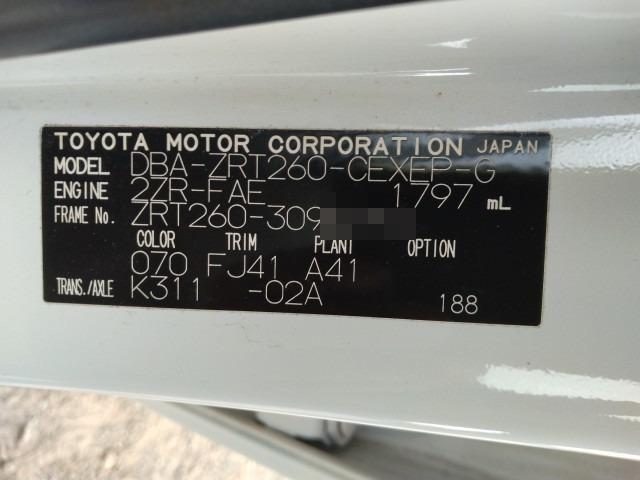 TOYOTA MOTOR CORPORATION JAPAN
MODEL DBA-ZRT260-CEXEP-G
ENGINE 2ZR-FAE 1797 mL
FRAME No. ZRT260-309
COLOR TRIM PLANT OPTION
070 FJ41 A41
TRANS./AXLE K311 -02A 188